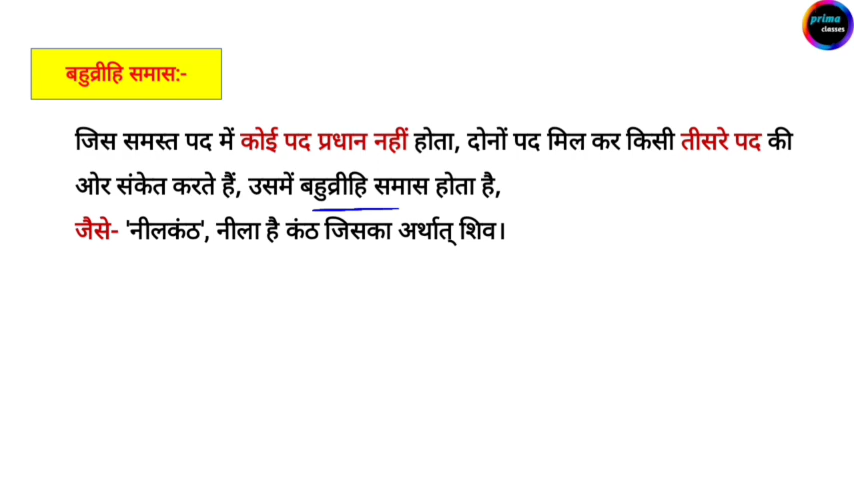 prima
classes
बहुव्रीहि समास:-
जिस समस्त पद में कोई पद प्रधान नहीं होता, दोनों पद मिल कर किसी तीसरे पद की
ओर संकेत करते हैं, उसमें बहुव्रीहि समास होता है,
जैसे- 'नीलकंठ', नीला है कंठ जिसका अर्थात् शिव।